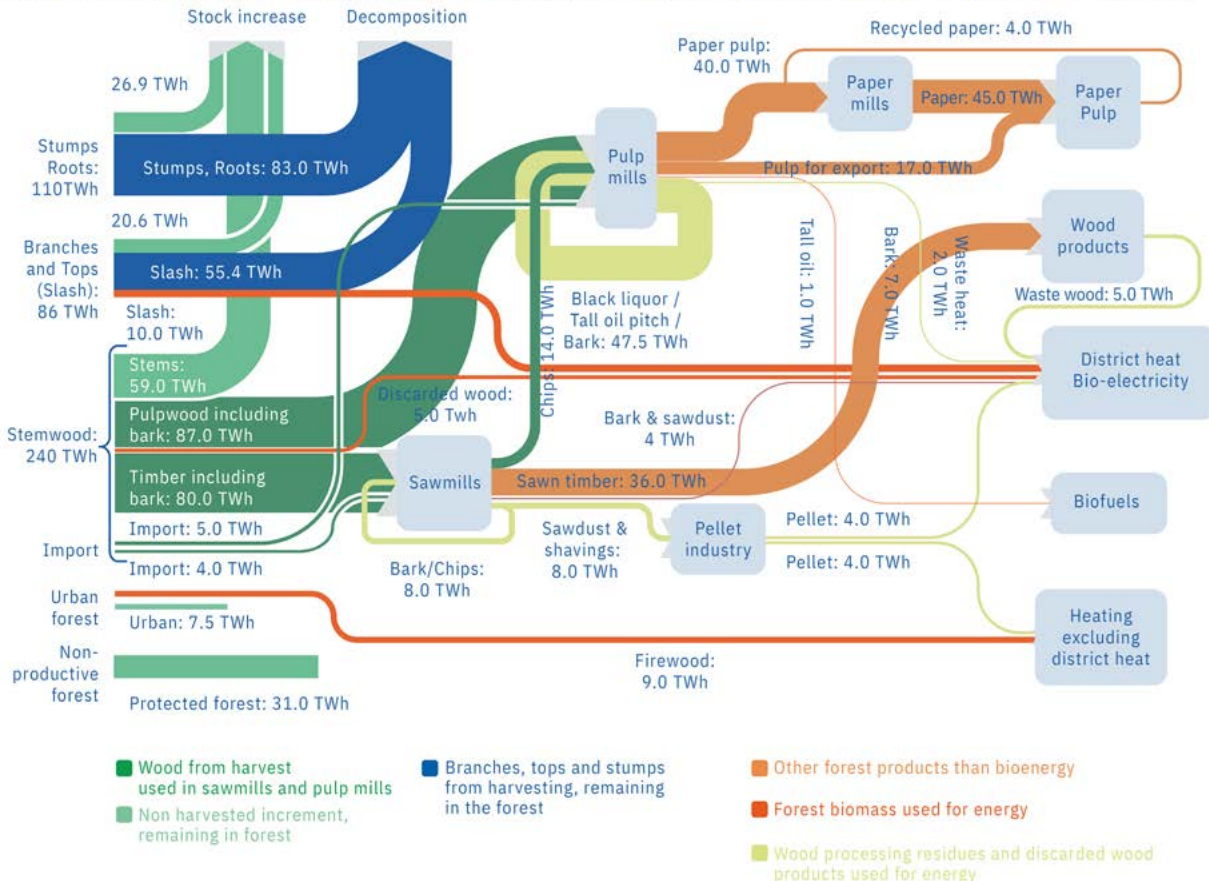 Stock increase
Decomposition
26.9 TWh
Stumps
Roots:
110TWh
Stumps, Roots: 83.0 TWh
20.6 TWh
Branches
and Tops
(Slash):
86 TWh
Slash: 55.4 TWh
Slash:
10.0 TWh
Stems:
59.0 TWh
Stemwood:
240 TWh
Pulpwood including
bark: 87.0 TWh
Timber including
bark: 80.0 TWh
Import
Import: 5.0 TWh
Import: 4.0 TWh
Urban
forest
Urban: 7.5 TWh
Non-
productive
forest
Protected forest: 31.0 TWh
Paper pulp:
40.0 TWh
Recycled paper: 4.0 TWh
Pulp
mills
Paper
mills
Paper: 45.0 TWh
Paper
Pulp
Pulp for export: 17.0 TWh
Wood
products
Tall oil: 1.0 TWh
Bark: 7.0 TWh
Waste heat:
2.0 TWh
Waste wood: 5.0 TWh
Black liquor /
Tall oil pitch /
Bark: 47.5 TWh
Chips: 14.0 TWh
Discarded wood:
5.0 Twh
District heat
Bio-electricity
Bark & sawdust:
4 TWh
Sawmills
Sawn timber: 36.0 TWh
Biofuels
Bark/Chips:
8.0 TWh
Sawdust &
shavings:
8.0 TWh
Pellet
industry
Pellet: 4.0 TWh
Pellet: 4.0 TWh
Heating
excluding
district heat
Firewood:
9.0 TWh
Wood from harvest
used in sawmills and pulp mills
Non harvested increment,
remaining in forest
Branches, tops and stumps
from harvesting, remaining
in the forest
Other forest products than bioenergy
Forest biomass used for energy
Wood processing residues and discarded wood
products used for energy